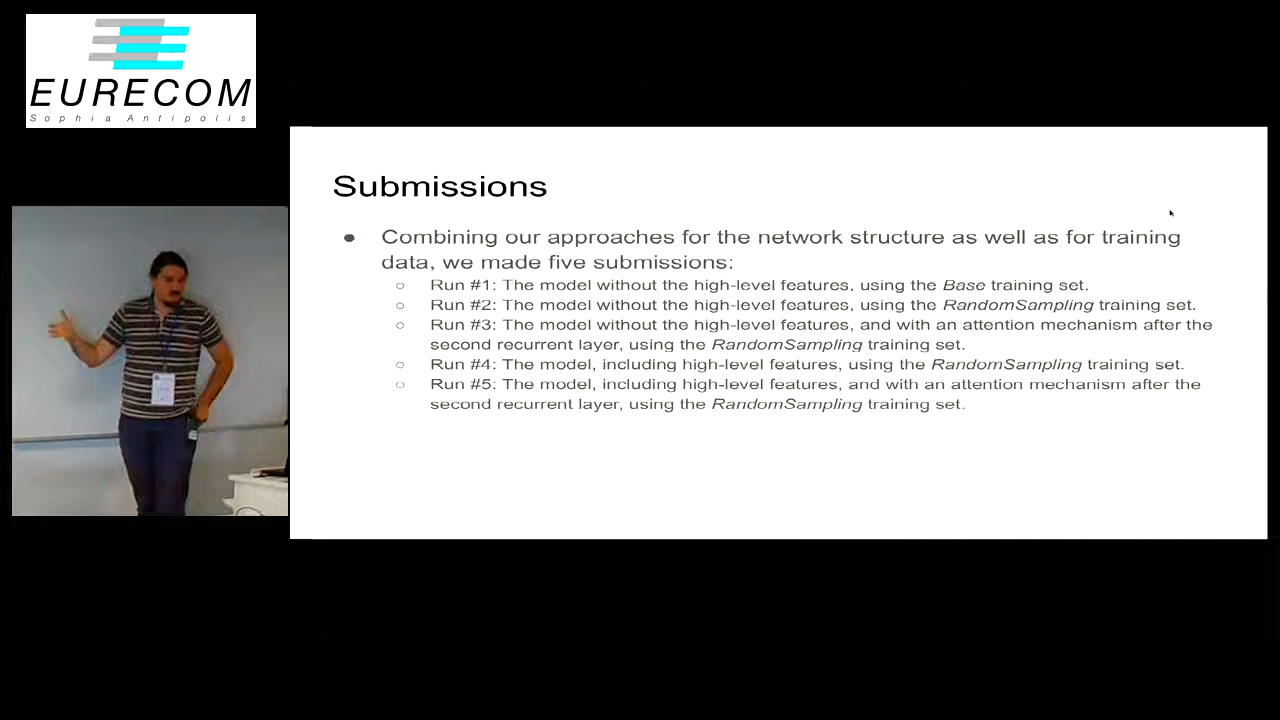 EURECOM
Sophia Antipolis
Submissions
● Combining our approaches for the network structure as well as for training
data, we made five submissions:
○ Run #1: The model without the high-level features, using the Base training set.
○ Run #2: The model without the high-level features, using the RandomSampling training set.
○ Run #3: The model without the high-level features, and with an attention mechanism after the
second recurrent layer, using the RandomSampling training set.
○ Run #4: The model, including high-level features, using the RandomSampling training set.
○ Run #5: The model, including high-level features, and with an attention mechanism after the
second recurrent layer, using the RandomSampling training set.